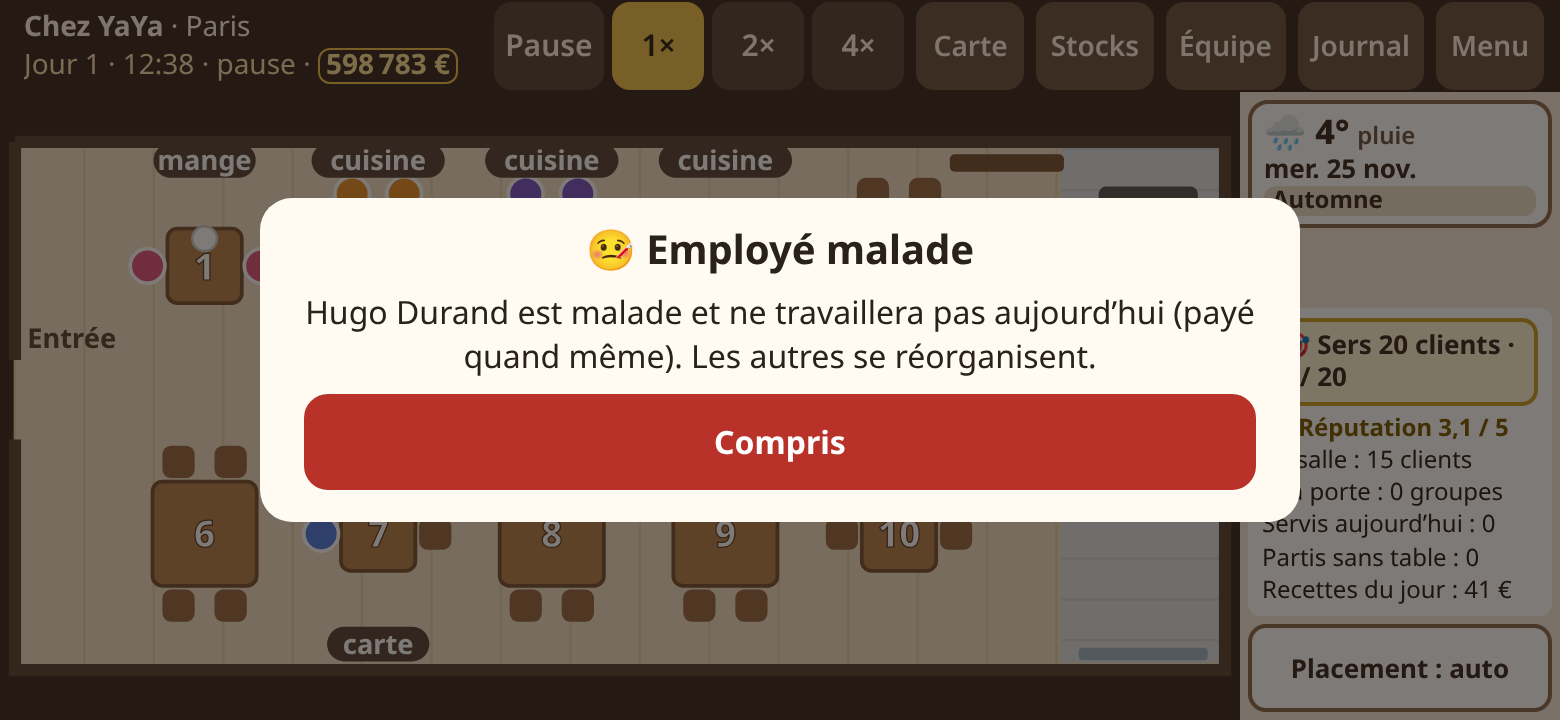 Chez YaYa · Paris
Jour 1 · 12:38 · pause · 598 783 €
Pause
1×
2×
4×
Carte
Stocks
Équipe
Journal
Menu
mange
cuisine
cuisine
cuisine
4° pluie
mer. 25 nov.
Automne
1
Entrée
🤒 Employé malade
Hugo Durand est malade et ne travaillera pas aujourd’hui (payé
quand même). Les autres se réorganisent.
Compris
Sers 20 clients ·
/ 20
Réputation 3,1 / 5
salle : 15 clients
porte : 0 groupes
Servis aujourd’hui : 0
Partis sans table : 0
Recettes du jour : 41 €
6
7
8
9
10
carte
Placement : auto